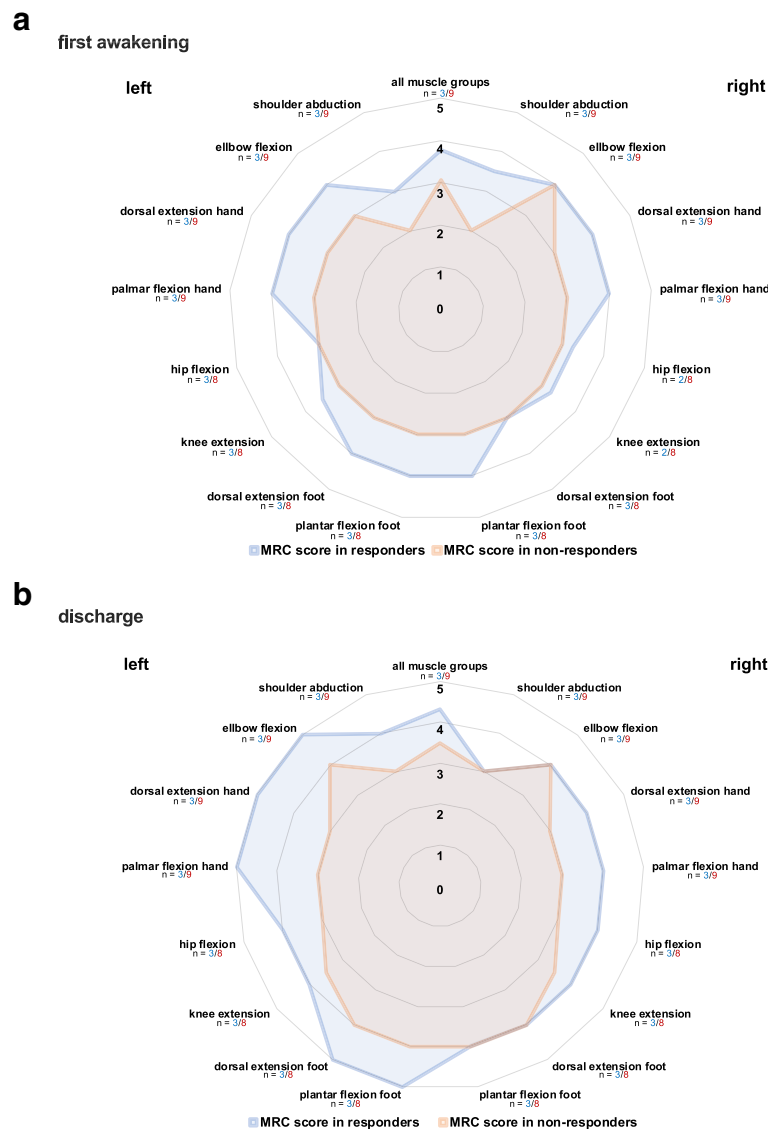 a
first awakening
left
right
all muscle groups
n = 3/9
shoulder abduction
n = 3/9
shoulder abduction
n = 3/9
ellbow flexion
n = 3/9
ellbow flexion
n = 3/9
dorsal extension hand
n = 3/9
dorsal extension hand
n = 3/9
palmar flexion hand
n = 3/9
palmar flexion hand
n = 3/9
hip flexion
n = 3/8
hip flexion
n = 2/8
knee extension
n = 3/8
knee extension
n = 2/8
dorsal extension foot
n = 3/8
dorsal extension foot
n = 3/8
plantar flexion foot
n = 3/8
plantar flexion foot
n = 3/8
5
4
3
2
1
0
MRC score in responders
MRC score in non-responders
b
discharge
left
right
all muscle groups
n = 3/9
shoulder abduction
n = 3/9
shoulder abduction
n = 3/9
ellbow flexion
n = 3/9
ellbow flexion
n = 3/9
dorsal extension hand
n = 3/9
dorsal extension hand
n = 3/9
palmar flexion hand
n = 3/9
palmar flexion hand
n = 3/9
hip flexion
n = 3/8
hip flexion
n = 3/8
knee extension
n = 3/8
knee extension
n = 3/8
dorsal extension foot
n = 3/8
dorsal extension foot
n = 3/8
plantar flexion foot
n = 3/8
plantar flexion foot
n = 3/8
5
4
3
2
1
0
MRC score in responders
MRC score in non-responders